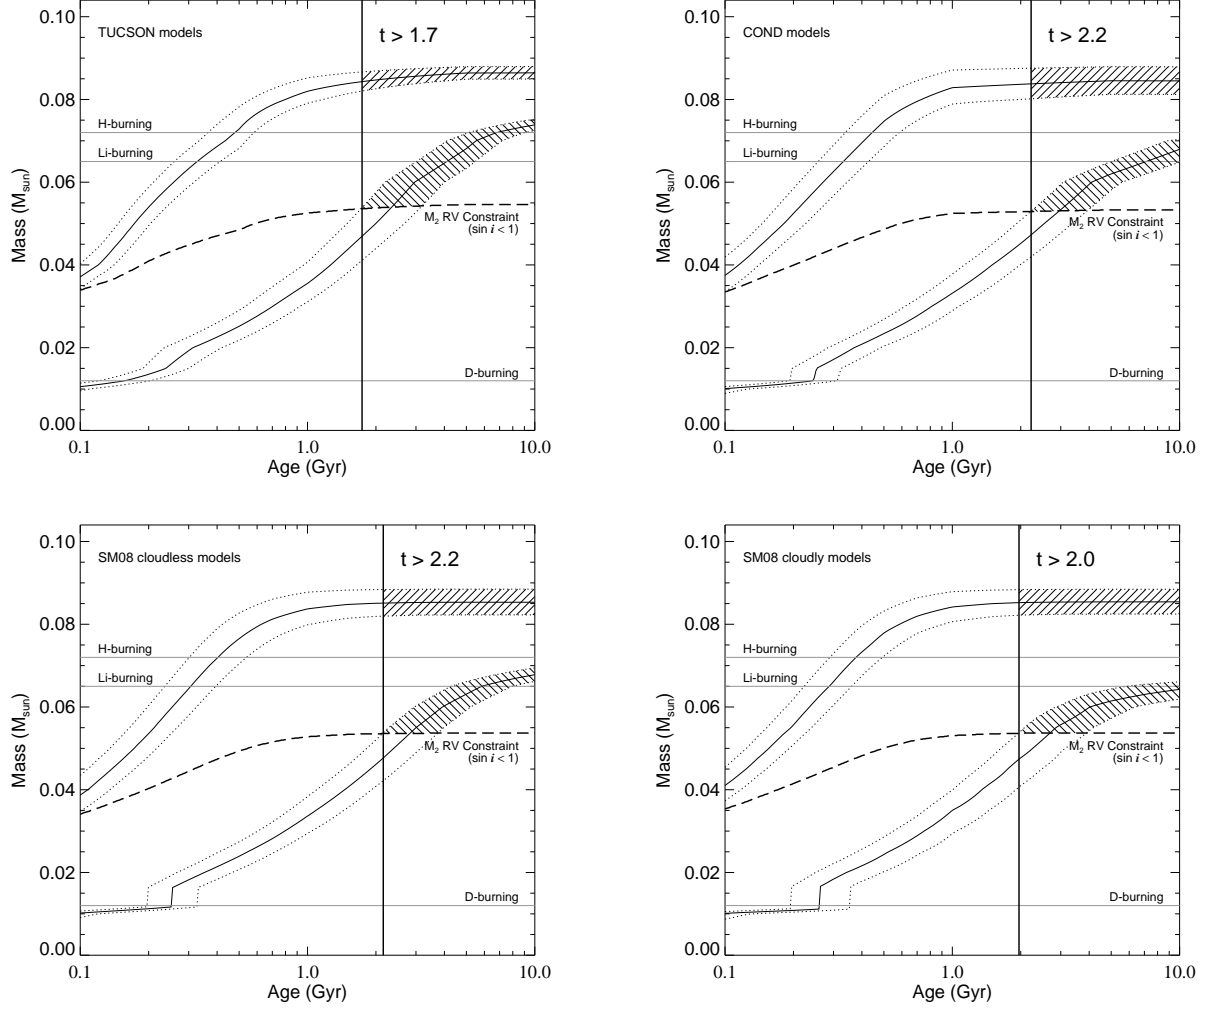 TUCSON models
t > 1.7
0.10
0.08
0.06
0.04
0.02
0.00
H-burning
Li-burning
M2 RV Constraint
(sin i < 1)
D-burning
Mass (Msun)
0.1 1.0 10.0
Age (Gyr)
COND models
t > 2.2
0.10
0.08
0.06
0.04
0.02
0.00
H-burning
Li-burning
M2 RV Constraint
(sin i < 1)
D-burning
Mass (Msun)
0.1 1.0 10.0
Age (Gyr)
SM08 cloudless models
t > 2.2
0.10
0.08
0.06
0.04
0.02
0.00
H-burning
Li-burning
M2 RV Constraint
(sin i < 1)
D-burning
Mass (Msun)
0.1 1.0 10.0
Age (Gyr)
SM08 cloudly models
t > 2.0
0.10
0.08
0.06
0.04
0.02
0.00
H-burning
Li-burning
M2 RV Constraint
(sin i < 1)
D-burning
Mass (Msun)
0.1 1.0 10.0
Age (Gyr)